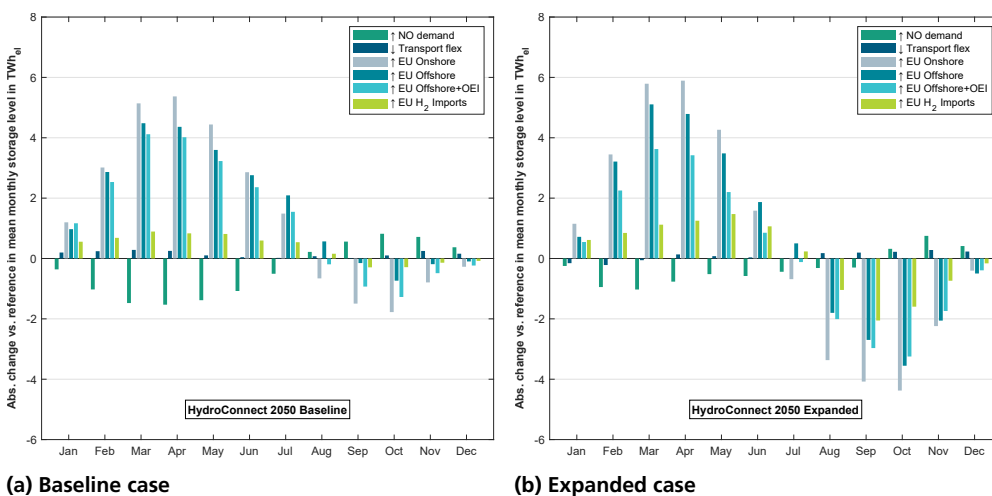 Abs. change vs. reference in mean monthly storage level in TWh_el
8
6
4
2
0
-2
-4
-6
↑ NO demand
↓ Transport flex
↑ EU Onshore
↑ EU Offshore
↑ EU Offshore+OEI
↑ EU H₂ Imports
HydroConnect 2050 Baseline
Jan Feb Mar Apr May Jun Jul Aug Sep Oct Nov Dec
(a) Baseline case
Abs. change vs. reference in mean monthly storage level in TWh_el
8
6
4
2
0
-2
-4
-6
↑ NO demand
↓ Transport flex
↑ EU Onshore
↑ EU Offshore
↑ EU Offshore+OEI
↑ EU H₂ Imports
HydroConnect 2050 Expanded
Jan Feb Mar Apr May Jun Jul Aug Sep Oct Nov Dec
(b) Expanded case